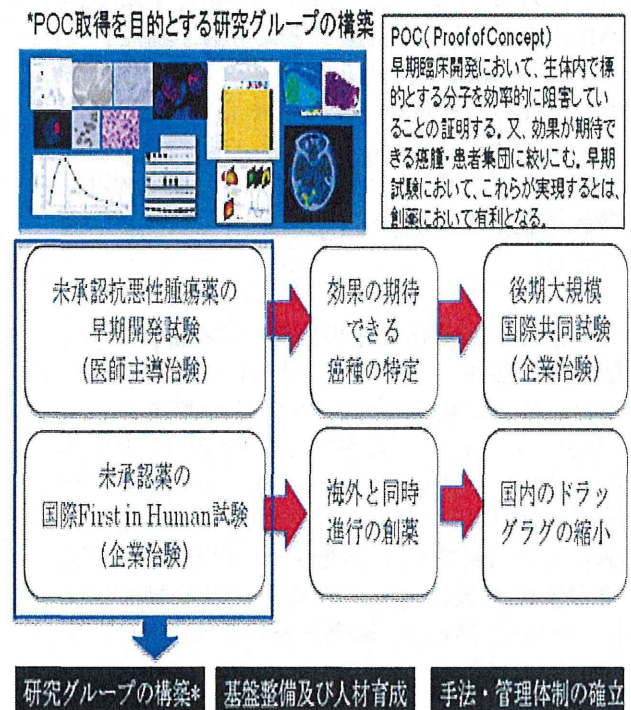 *POC取得を目的とする研究グループの構築
POC(ProofofConcept)
早期臨床開発において、生体内で標
的とする分子を効率的に阻害してい
ることの証明する。又、効果が期待で
きる癌腫・患者集団に絞りこむ。早期
試験において、これらが実現するとは、
創薬において有利となる。
未承認抗悪性腫瘍薬の
早期開発試験
(医師主導治験)
効果の期待
できる
癌種の特定
後期大規模
国際共同試験
(企業治験)
未承認薬の
国際First in Human試験
(企業治験)
海外と同時
進行の創薬
国内のドラッ
グラグの縮小
研究グループの構築*
基盤整備及び人材育成
手法・管理体制の確立